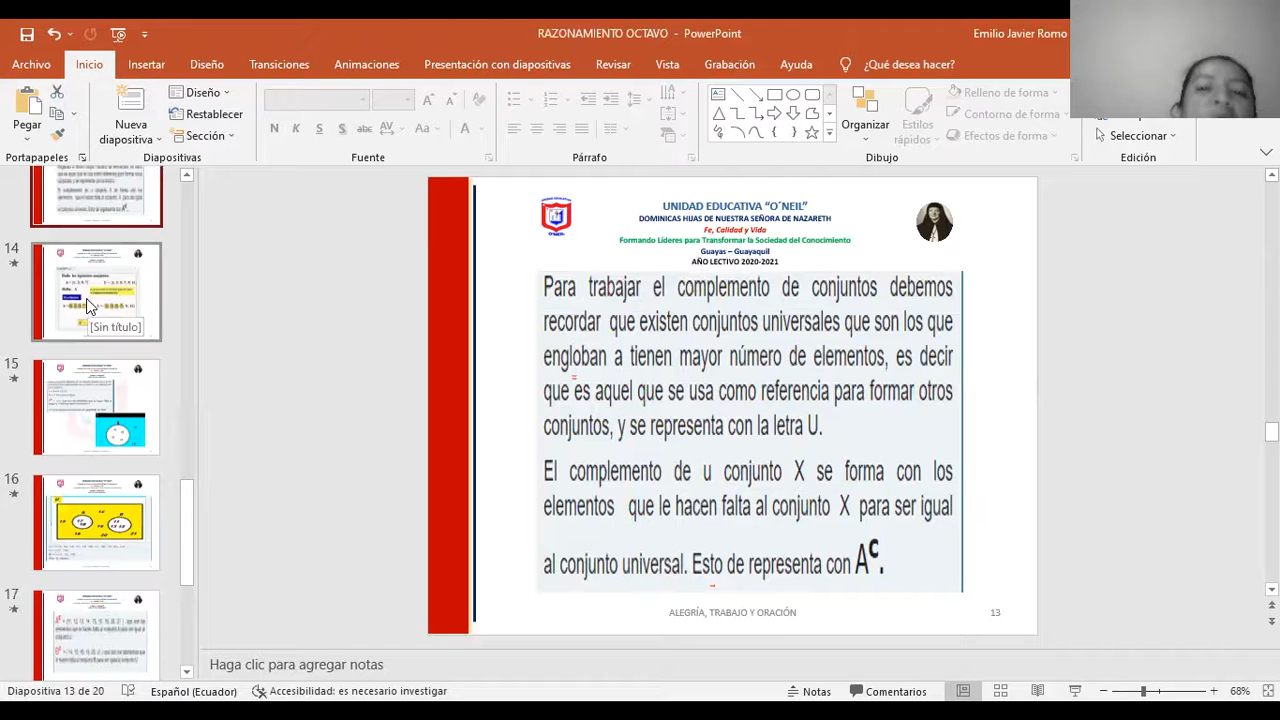 RAZONAMIENTO OCTAVO - PowerPoint
Emilio Javier Romo
Archivo Inicio Insertar Diseño Transiciones Animaciones Presentación con diapositivas Revisar Vista Grabación Ayuda ¿Qué desea hacer?
Pegar
Nueva diapositiva
Diseño
Restablecer
Sección
N K S S abc AV Aa A
Organizar
Estilos rápidos
Relleno de forma
Contorno de forma
Efectos de forma
Seleccionar
Portapapeles Diapositivas Fuente Párrafo Dibujo Edición
14
[Sin título]
15
16
17
UNIDAD EDUCATIVA “O´NEIL”
DOMINICAS HIJAS DE NUESTRA SEÑORA DE NAZARETH
Fe, Calidad y Vida
Formando Líderes para Transformar la Sociedad del Conocimiento
Guayas – Guayaquil
AÑO LECTIVO 2020-2021
Para trabajar el complemento de conjuntos debemos
recordar que existen conjuntos universales que son los que
engloban a tienen mayor número de elementos, es decir
que es aquel que se usa como referencia para formar otros
conjuntos, y se representa con la letra U.
El complemento de u conjunto X se forma con los
elementos que le hacen falta al conjunto X para ser igual
al conjunto universal. Esto de representa con Aᶜ.
ALEGRÍA, TRABAJO Y ORACIÓN 13
Haga clic para agregar notas
Diapositiva 13 de 20 Español (Ecuador) Accesibilidad: es necesario investigar Notas Comentarios 68%